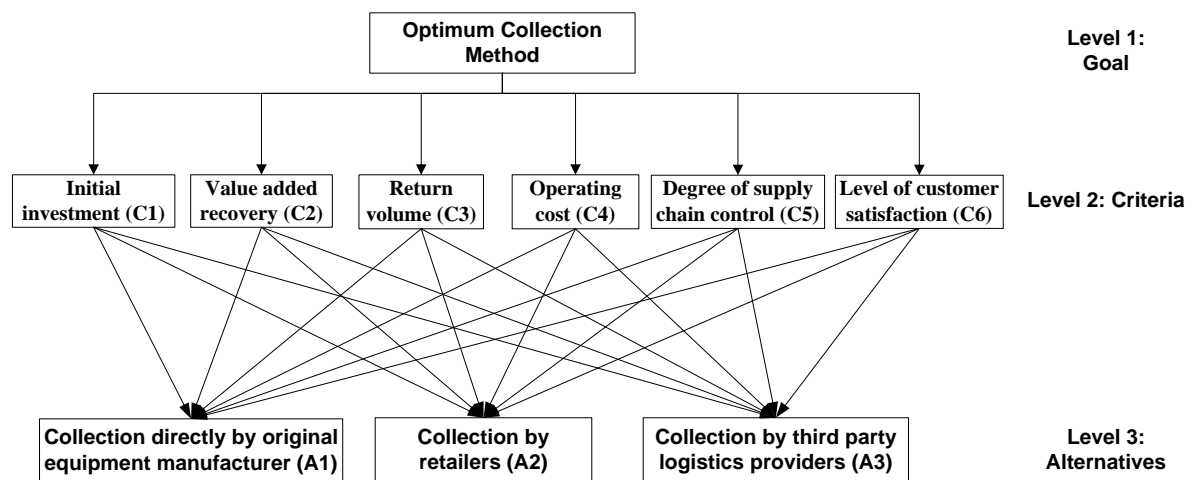 Optimum Collection
Method
Level 1:
Goal
Initial
investment (C1)
Value added
recovery (C2)
Return
volume (C3)
Operating
cost (C4)
Degree of supply
chain control (C5)
Level of customer
satisfaction (C6)
Level 2: Criteria
Collection directly by original
equipment manufacturer (A1)
Collection by
retailers (A2)
Collection by third party
logistics providers (A3)
Level 3:
Alternatives